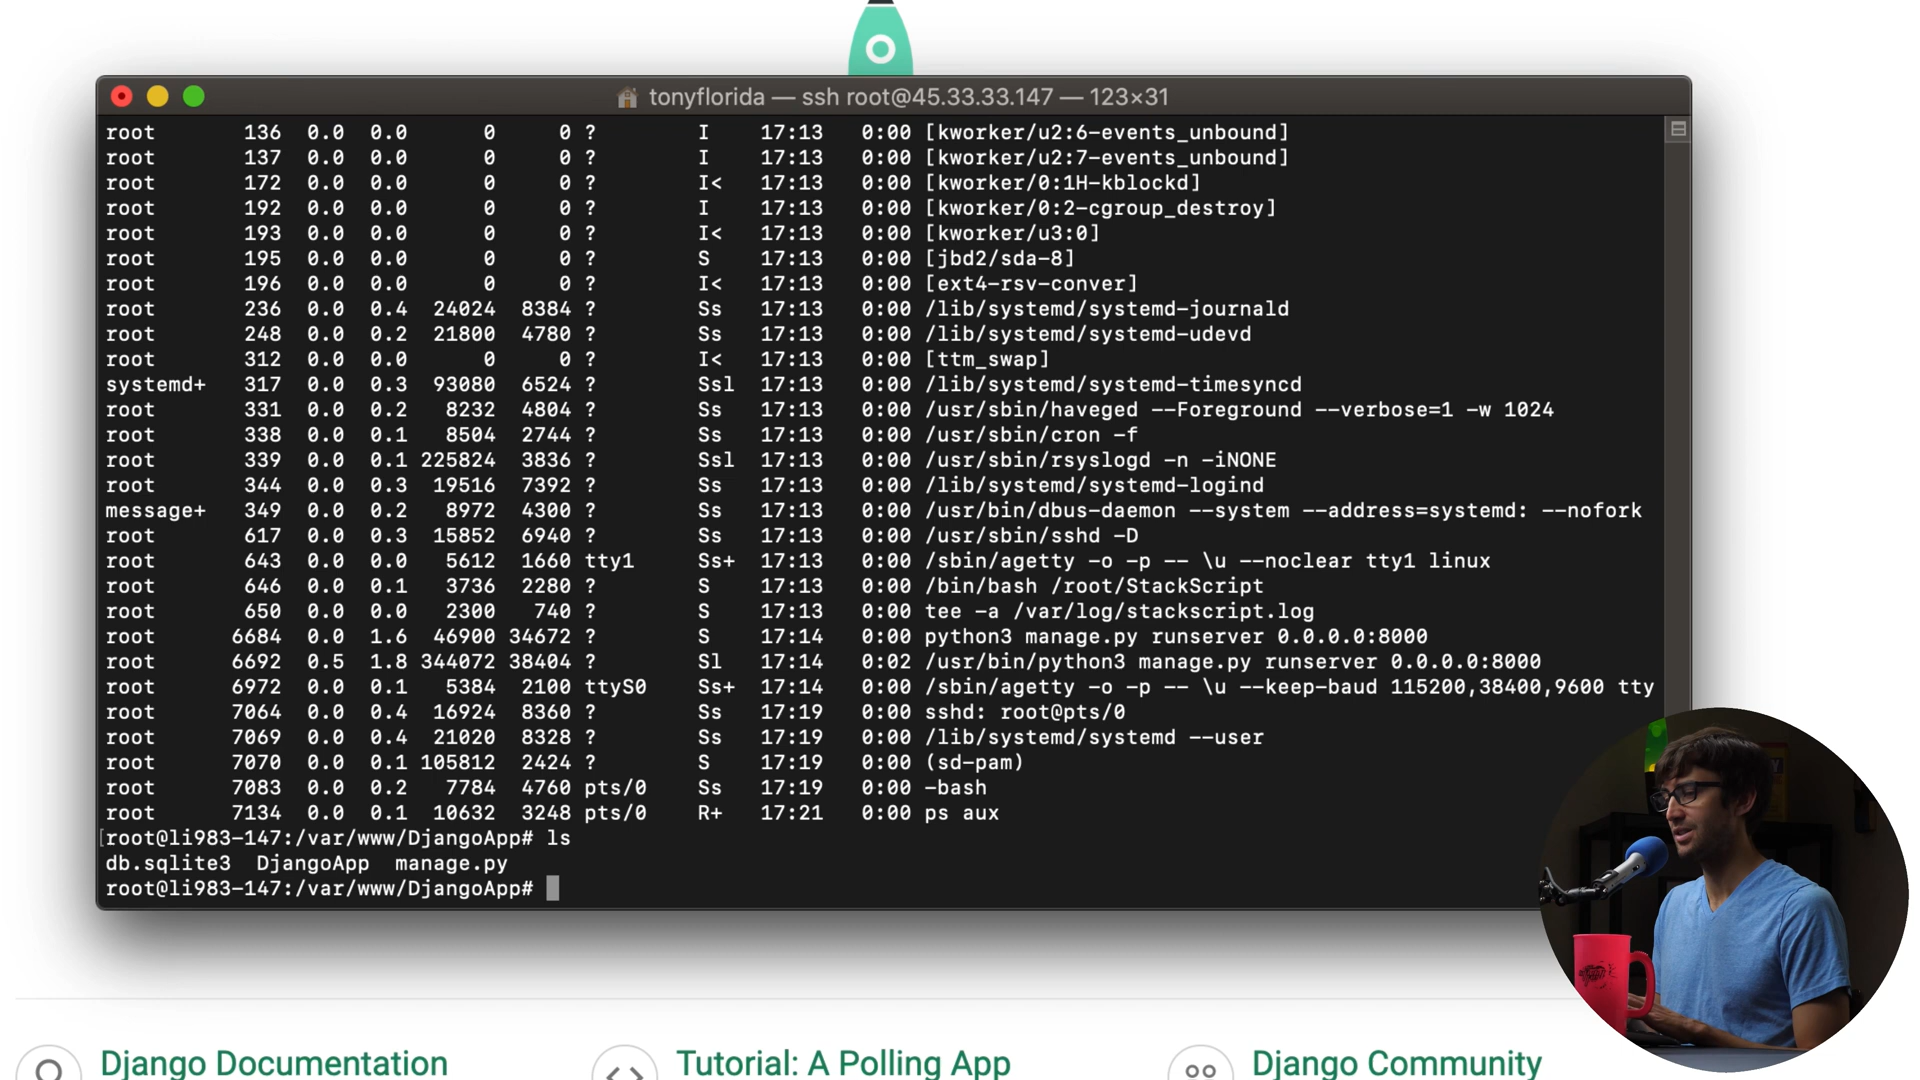 tonyflorida — ssh root@45.33.33.147 — 123×31
root 136 0.0 0.0 0 0 ? I 17:13 0:00 [kworker/u2:6-events_unbound]
root 137 0.0 0.0 0 0 ? I 17:13 0:00 [kworker/u2:7-events_unbound]
root 172 0.0 0.0 0 0 ? I< 17:13 0:00 [kworker/0:1H-kblockd]
root 192 0.0 0.0 0 0 ? I 17:13 0:00 [kworker/0:2-cgroup_destroy]
root 193 0.0 0.0 0 0 ? I< 17:13 0:00 [kworker/u3:0]
root 195 0.0 0.0 0 0 ? S 17:13 0:00 [jbd2/sda-8]
root 196 0.0 0.0 0 0 ? I< 17:13 0:00 [ext4-rsv-conver]
root 236 0.0 0.4 24024 8384 ? Ss 17:13 0:00 /lib/systemd/systemd-journald
root 248 0.0 0.2 21800 4780 ? Ss 17:13 0:00 /lib/systemd/systemd-udevd
root 312 0.0 0.0 0 0 ? I< 17:13 0:00 [ttm_swap]
systemd+ 317 0.0 0.3 93080 6524 ? Ssl 17:13 0:00 /lib/systemd/systemd-timesyncd
root 331 0.0 0.2 8232 4804 ? Ss 17:13 0:00 /usr/sbin/haveged --Foreground --verbose=1 -w 1024
root 338 0.0 0.1 8504 2744 ? Ss 17:13 0:00 /usr/sbin/cron -f
root 339 0.0 0.1 225824 3836 ? Ssl 17:13 0:00 /usr/sbin/rsyslogd -n -iNONE
root 344 0.0 0.3 19516 7392 ? Ss 17:13 0:00 /lib/systemd/systemd-logind
message+ 349 0.0 0.2 8972 4300 ? Ss 17:13 0:00 /usr/bin/dbus-daemon --system --address=systemd: --nofork
root 617 0.0 0.3 15852 6940 ? Ss 17:13 0:00 /usr/sbin/sshd -D
root 643 0.0 0.0 5612 1660 tty1 Ss+ 17:13 0:00 /sbin/agetty -o -p -- \u --noclear tty1 linux
root 646 0.0 0.1 3736 2280 ? S 17:13 0:00 /bin/bash /root/StackScript
root 650 0.0 0.0 2300 740 ? S 17:13 0:00 tee -a /var/log/stackscript.log
root 6684 0.0 1.6 46900 34672 ? S 17:14 0:00 python3 manage.py runserver 0.0.0.0:8000
root 6692 0.5 1.8 344072 38404 ? Sl 17:14 0:02 /usr/bin/python3 manage.py runserver 0.0.0.0:8000
root 6972 0.0 0.1 5384 2100 ttyS0 Ss+ 17:14 0:00 /sbin/agetty -o -p -- \u --keep-baud 115200,38400,9600 tty
root 7064 0.0 0.4 16924 8360 ? Ss 17:19 0:00 sshd: root@pts/0
root 7069 0.0 0.4 21020 8328 ? Ss 17:19 0:00 /lib/systemd/systemd --user
root 7070 0.0 0.1 105812 2424 ? S 17:19 0:00 (sd-pam)
root 7083 0.0 0.2 7784 4760 pts/0 Ss 17:19 0:00 -bash
root 7134 0.0 0.1 10632 3248 pts/0 R+ 17:21 0:00 ps aux
[root@li983-147:/var/www/DjangoApp# ls
db.sqlite3 DjangoApp manage.py
root@li983-147:/var/www/DjangoApp#
Django Documentation
Tutorial: A Polling App
Django Community